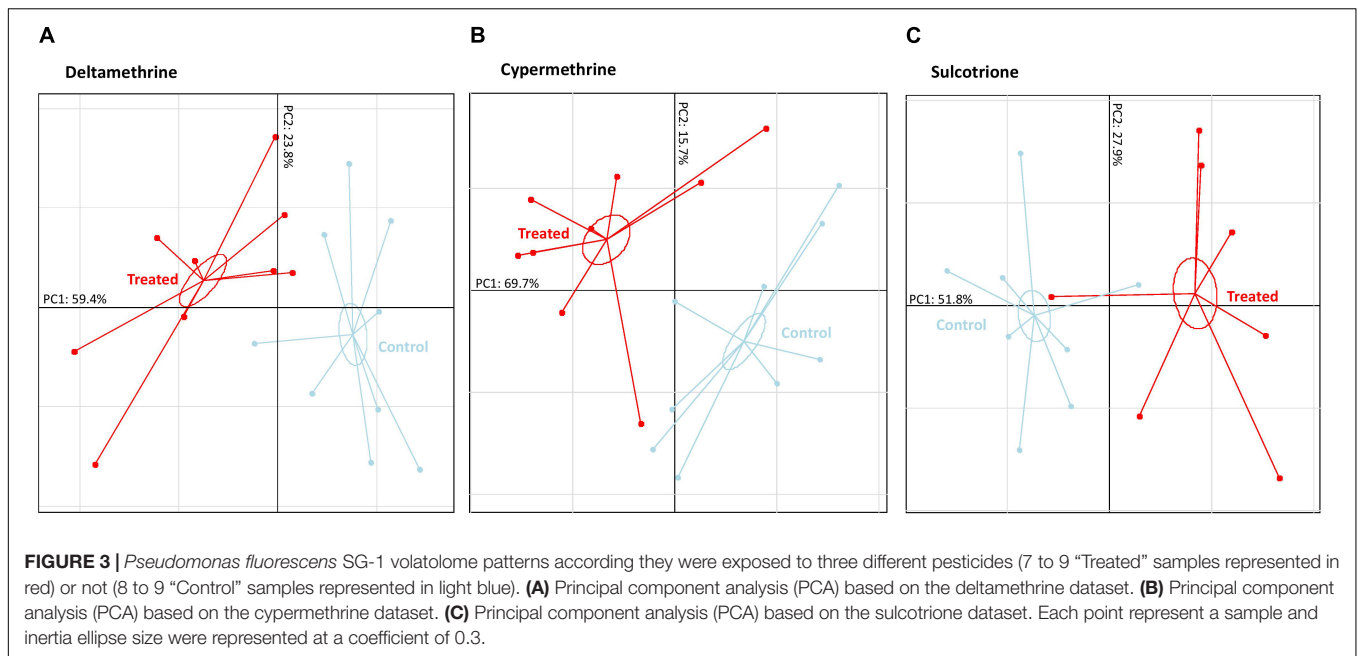 A
Deltamethrine
PC2: 23.8%
Treated
PC1: 59.4%
Control
B
Cypermethrine
PC2: 15.7%
Treated
PC1: 69.7%
Control
C
Sulcotrione
PC2: 27.9%
PC1: 51.8%
Treated
Control
FIGURE 3 | Pseudomonas fluorescens SG-1 volatolome patterns according they were exposed to three different pesticides (7 to 9 “Treated” samples represented in
red) or not (8 to 9 “Control” samples represented in light blue). (A) Principal component analysis (PCA) based on the deltamethrine dataset. (B) Principal component
analysis (PCA) based on the cypermethrine dataset. (C) Principal component analysis (PCA) based on the sulcotrione dataset. Each point represent a sample and
inertia ellipse size were represented at a coefficient of 0.3.